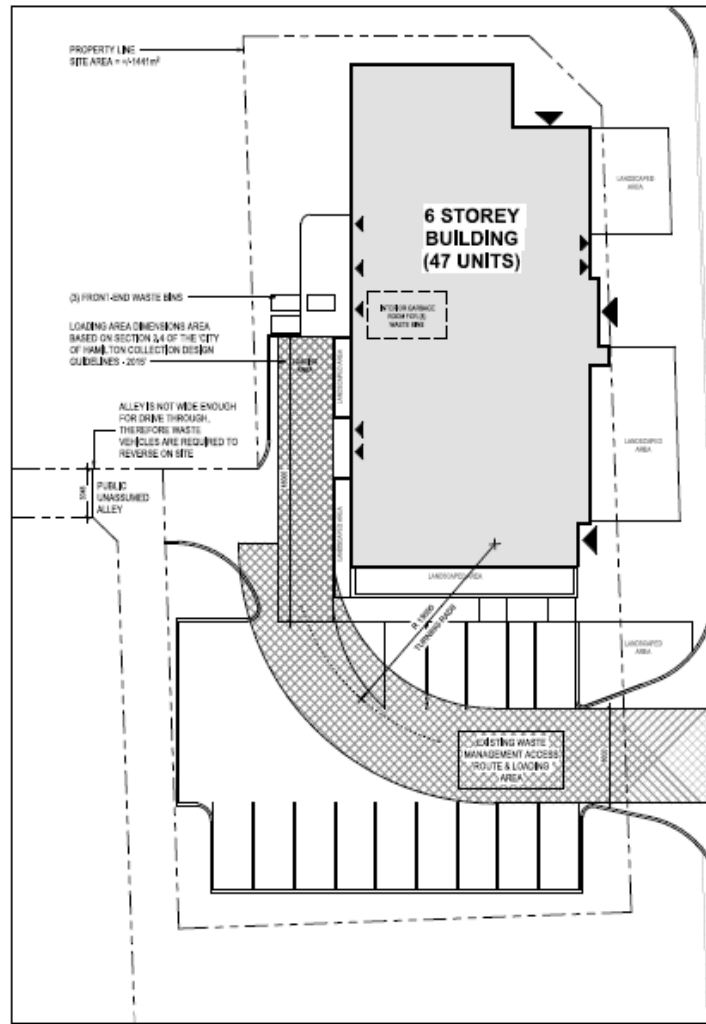 PROPERTY LINE
SITE AREA = +/-1441m²
LANDSCAPED
AREA
6 STOREY
BUILDING
(47 UNITS)
(3) FRONT-END WASTE BINS
INTERIOR GARBAGE
ROOM FOR (3)
WASTE BINS
LOADING AREA DIMENSIONS AREA
BASED ON SECTION 2.4 OF THE 'CITY
OF HAMILTON COLLECTION DESIGN
GUIDELINES - 2015'
LOADING
AREA
LANDSCAPED AREA
ALLEY IS NOT WIDE ENOUGH
FOR DRIVE THROUGH,
THEREFORE WASTE
VEHICLES ARE REQUIRED TO
REVERSE ON SITE
LANDSCAPED
AREA
PUBLIC
UNASSUMED
ALLEY
LANDSCAPED AREA
LANDSCAPED AREA
R 13000
TURNING RADII
LANDSCAPED
AREA
EXISTING WASTE
MANAGEMENT ACCESS
ROUTE & LOADING
AREA